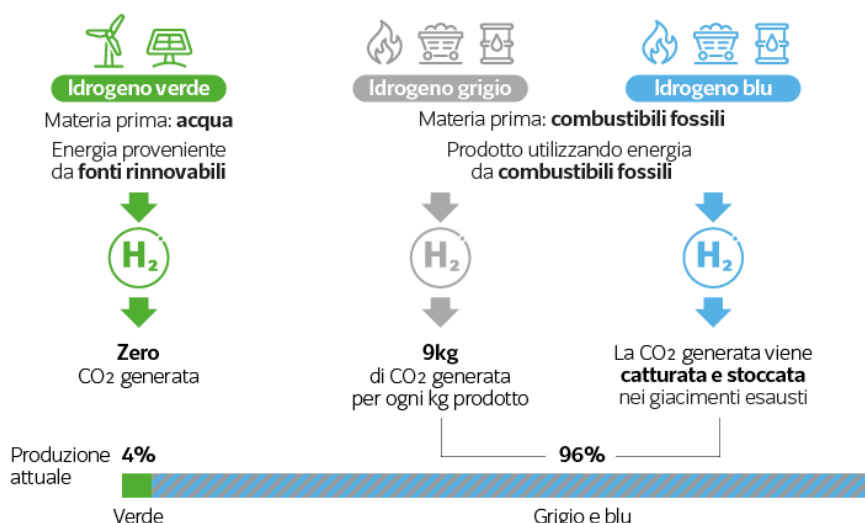 Idrogeno verde
Materia prima: acqua
Energia proveniente
da fonti rinnovabili
H₂
Zero
CO₂ generata
Idrogeno grigio
Idrogeno blu
Materia prima: combustibili fossili
Prodotto utilizzando energia
da combustibili fossili
H₂
H₂
9kg
di CO₂ generata
per ogni kg prodotto
La CO₂ generata viene
catturata e stoccata
nei giacimenti esausti
Produzione
attuale
4%
96%
Verde
Grigio e blu